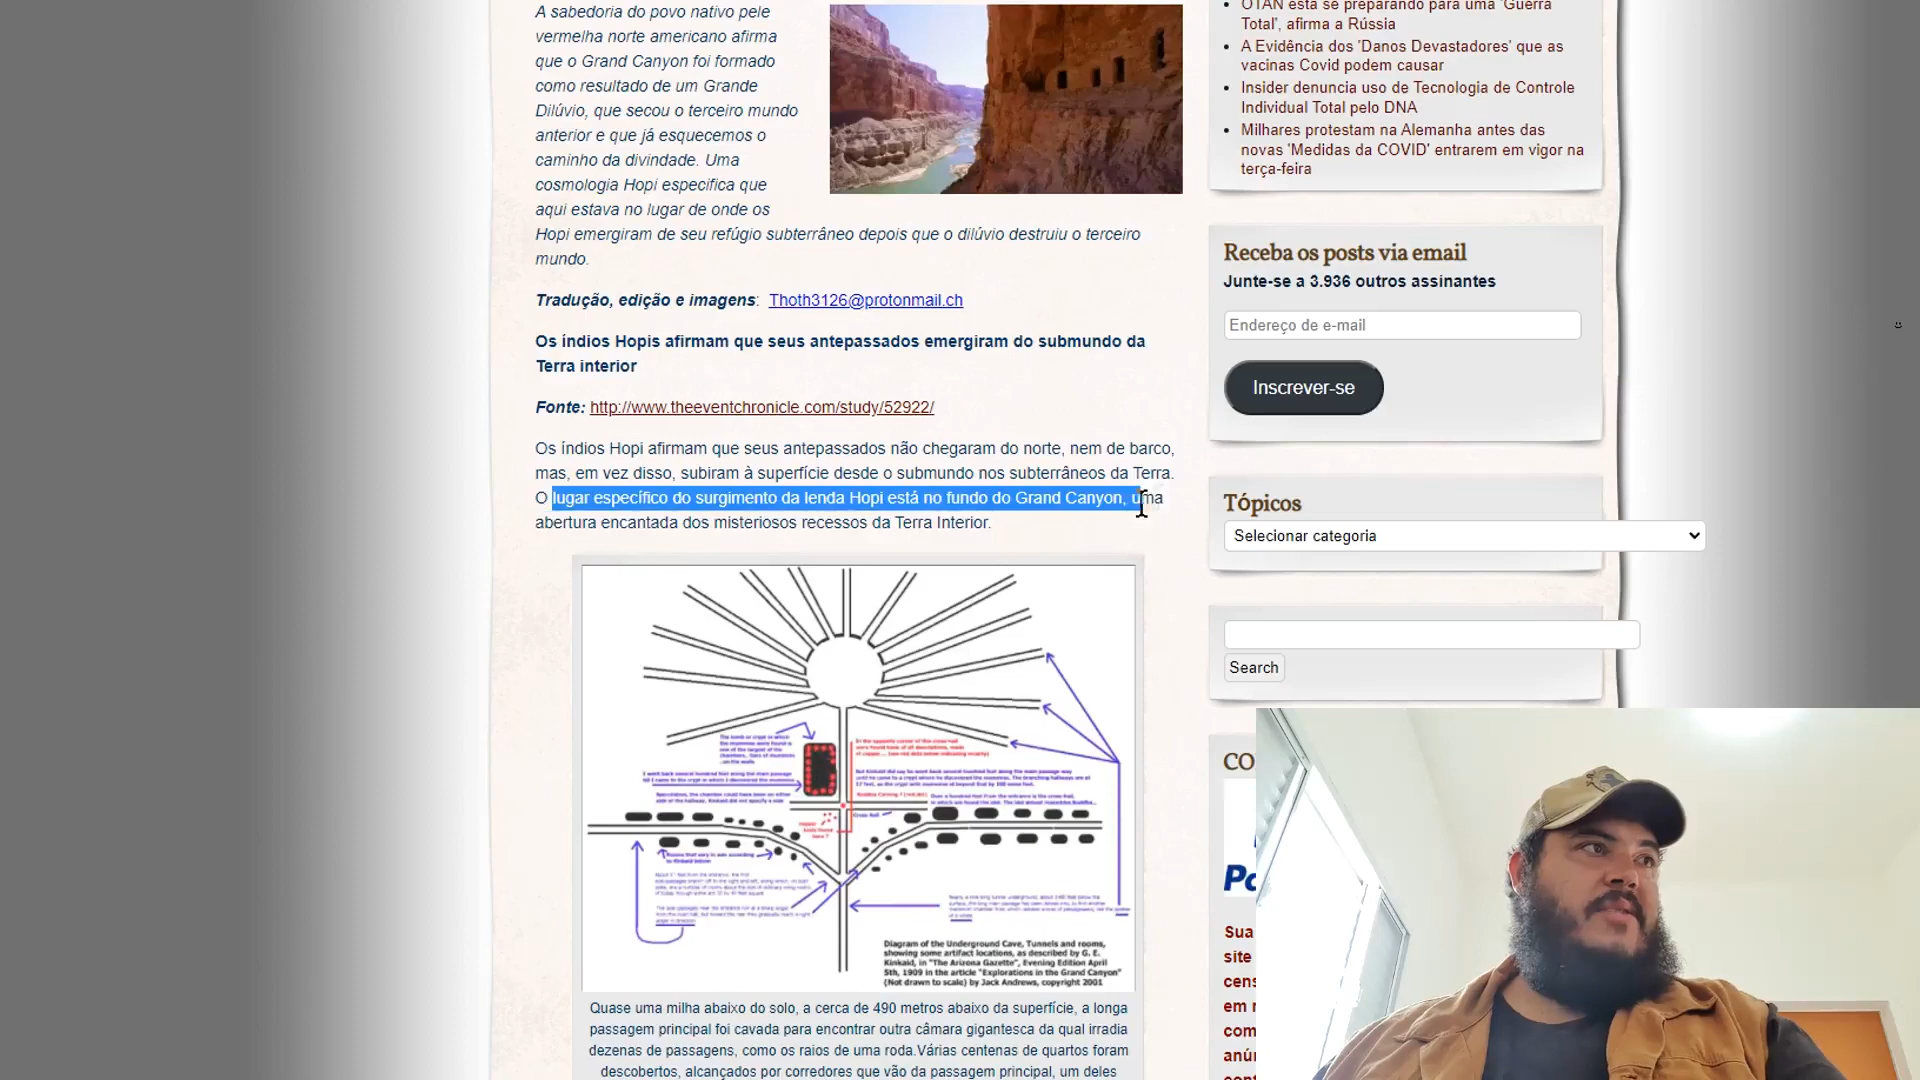 A sabedoria do povo nativo pele
vermelha norte americano afirma
que o Grand Canyon foi formado
como resultado de um Grande
Dilúvio, que secou o terceiro mundo
anterior e que já esquecemos o
caminho da divindade. Uma
cosmologia Hopi especifica que
aqui estava no lugar de onde os
Hopi emergiram de seu refúgio subterrâneo depois que o dilúvio destruiu o terceiro
mundo.
Tradução, edição e imagens: Thoth3126@protonmail.ch
Os índios Hopis afirmam que seus antepassados emergiram do submundo da
Terra interior
Fonte: http://www.theeventchronicle.com/study/52922/
Os índios Hopi afirmam que seus antepassados não chegaram do norte, nem de barco,
mas, em vez disso, subiram à superfície desde o submundo nos subterrâneos da Terra.
O lugar específico do surgimento da lenda Hopi está no fundo do Grand Canyon, uma
abertura encantada dos misteriosos recessos da Terra Interior.
Diagram of the Underground Cave, Tunnels and rooms,
showing some artifact locations, as described by G. E.
Kinkaid, in "The Arizona Gazette", Evening Edition April
5th, 1909 in the article "Explorations in the Grand Canyon"
(Not drawn to scale) by Jack Andrews, copyright 2001
Quase uma milha abaixo do solo, a cerca de 490 metros abaixo da superfície, a longa
passagem principal foi cavada para encontrar outra câmara gigantesca da qual irradia
dezenas de passagens, como os raios de uma roda.Várias centenas de quartos foram
descobertos, alcançados por corredores que vão da passagem principal, um deles
OTAN está se preparando para uma 'Guerra
Total', afirma a Rússia
A Evidência dos 'Danos Devastadores' que as
vacinas Covid podem causar
Insider denuncia uso de Tecnologia de Controle
Individual Total pelo DNA
Milhares protestam na Alemanha antes das
novas 'Medidas da COVID' entrarem em vigor na
terça-feira
Receba os posts via email
Junte-se a 3.936 outros assinantes
Endereço de e-mail
Inscrever-se
Tópicos
Selecionar categoria
Search
CO
Po
Sua
site
cens
em
com